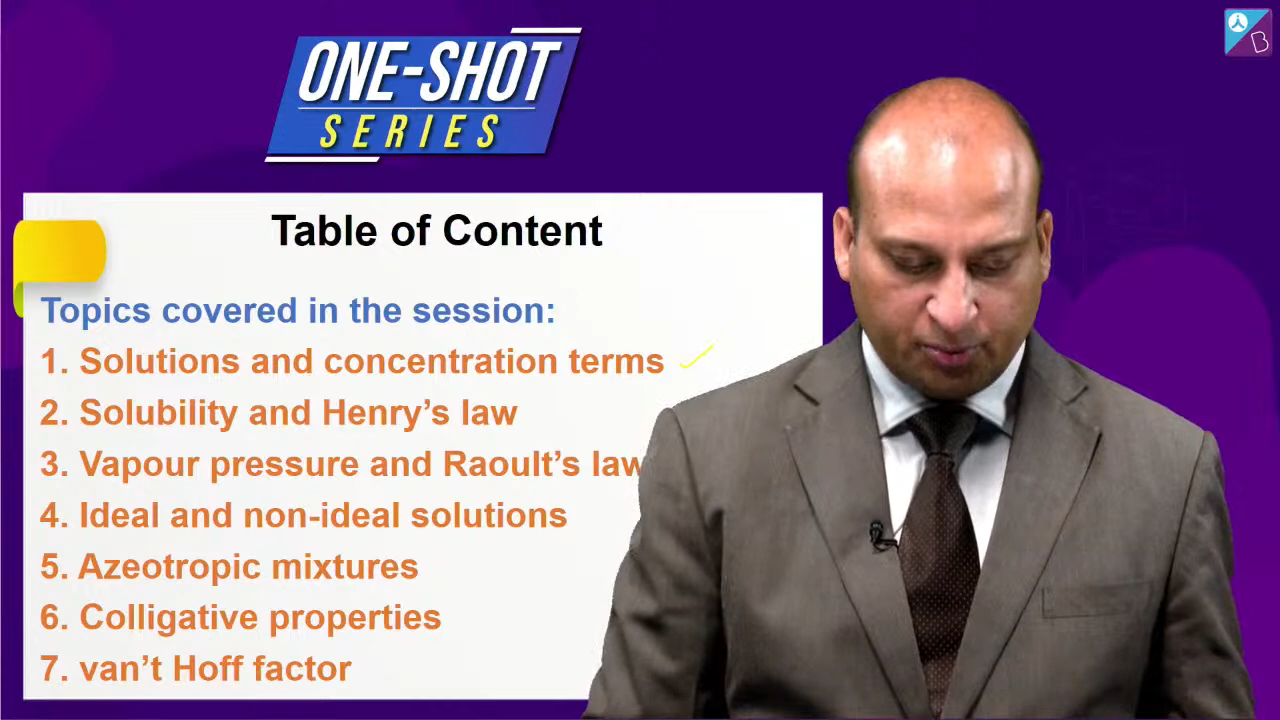 ONE-SHOT
SERIES
Table of Content
Topics covered in the session:
1. Solutions and concentration terms
2. Solubility and Henry’s law
3. Vapour pressure and Raoult’s law
4. Ideal and non-ideal solutions
5. Azeotropic mixtures
6. Colligative properties
7. van’t Hoff factor
B